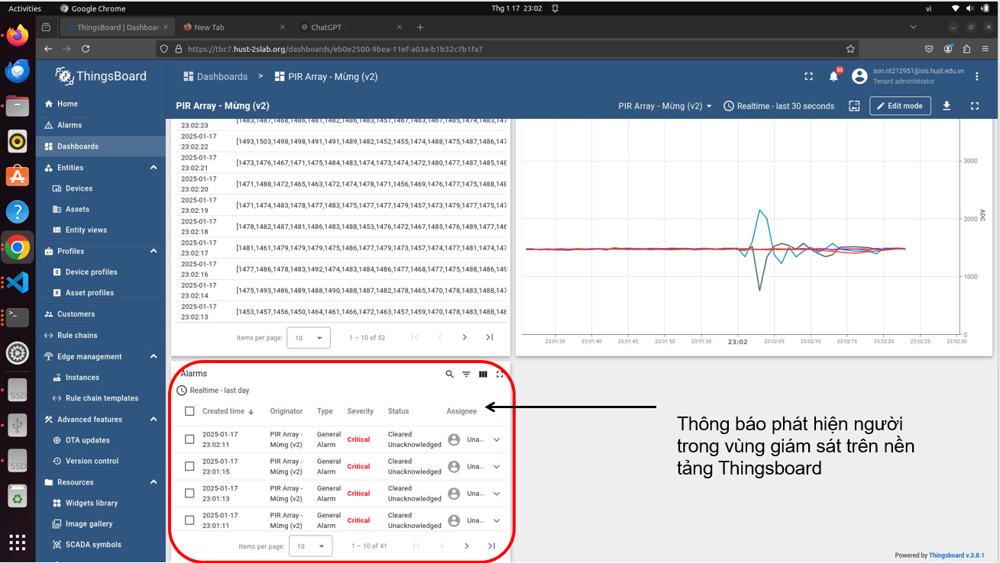 Activities
Google Chrome
Thg 1 17 23:02
vi
ThingsBoard | Dashboar
New Tab
ChatGPT
https://tbc7.hust-2slab.org/dashboards/eb0e2500-9bea-11ef-a03a-b1b32c7b1fa7
ThingsBoard
Dashboards > PIR Array - Mừng (v2)
83
son.nt212951@sis.hust.edu.vn
Tenant administrator
PIR Array - Mừng (v2)
PIR Array - Mừng (v2)
Realtime - last 30 seconds
Edit mode
Home
Alarms
Dashboards
Entities
Devices
Assets
Entity views
Profiles
Device profiles
Asset profiles
Customers
Rule chains
Edge management
Instances
Rule chain templates
Advanced features
OTA updates
Version control
Resources
Widgets library
Image gallery
SCADA symbols
SSD
SSD
23:02:23
[1483,1487,1468,1486,1481,1482,1486,1483,1457,1467,1463,1467,1485,1474,1483,147
2025-01-17
23:02:22
[1493,1503,1498,1498,1491,1491,1489,1482,1452,1455,1474,1488,1475,1487,1486,147
2025-01-17
23:02:21
[1473,1476,1467,1471,1475,1484,1483,1474,1473,1474,1472,1480,1477,1487,1485,148
2025-01-17
23:02:20
[1471,1488,1472,1465,1463,1472,1474,1478,1471,1456,1469,1476,1477,1475,1488,148
2025-01-17
23:02:19
[1471,1474,1483,1478,1477,1483,1475,1477,1477,1479,1457,1473,1479,1477,1475,147
2025-01-17
23:02:18
[1478,1482,1487,1481,1486,1483,1488,1453,1476,1472,1467,1485,1476,1489,1477,146
2025-01-17
23:02:17
[1481,1461,1479,1479,1479,1475,1486,1477,1479,1473,1457,1474,1477,1481,1474,147
2025-01-17
23:02:16
[1477,1486,1478,1483,1492,1474,1483,1484,1486,1477,1468,1477,1475,1488,1486,149
2025-01-17
23:02:14
[1475,1493,1486,1489,1488,1490,1488,1487,1482,1478,1465,1470,1478,1483,1488,147
2025-01-17
23:02:13
[1453,1457,1456,1450,1464,1461,1466,1472,1463,1457,1459,1470,1478,1483,1488,148
Items per page: 10 1 – 10 of 52
3000
2000
1000
0
ADC
23:01:35 23:01:40 23:01:45 23:01:50 23:01:55 23:02 23:02:05 23:02:10 23:02:15 23:02:20 23:02:25 23:02:30
Alarms
Realtime - last day
Created time Originator Type Severity Status Assignee
2025-01-17 PIR Array - General Critical Cleared Una...
23:02:11 Mừng (v2) Alarm Unacknowledged
2025-01-17 PIR Array - General Critical Cleared Una...
23:01:15 Mừng (v2) Alarm Unacknowledged
2025-01-17 PIR Array - General Critical Cleared Una...
23:01:13 Mừng (v2) Alarm Unacknowledged
2025-01-17 PIR Array - General Critical Cleared Una...
23:01:11 Mừng (v2) Alarm Unacknowledged
Items per page: 10 1 – 10 of 41
Thông báo phát hiện người
trong vùng giám sát trên nền
tảng Thingsboard
Powered by Thingsboard v.3.8.1